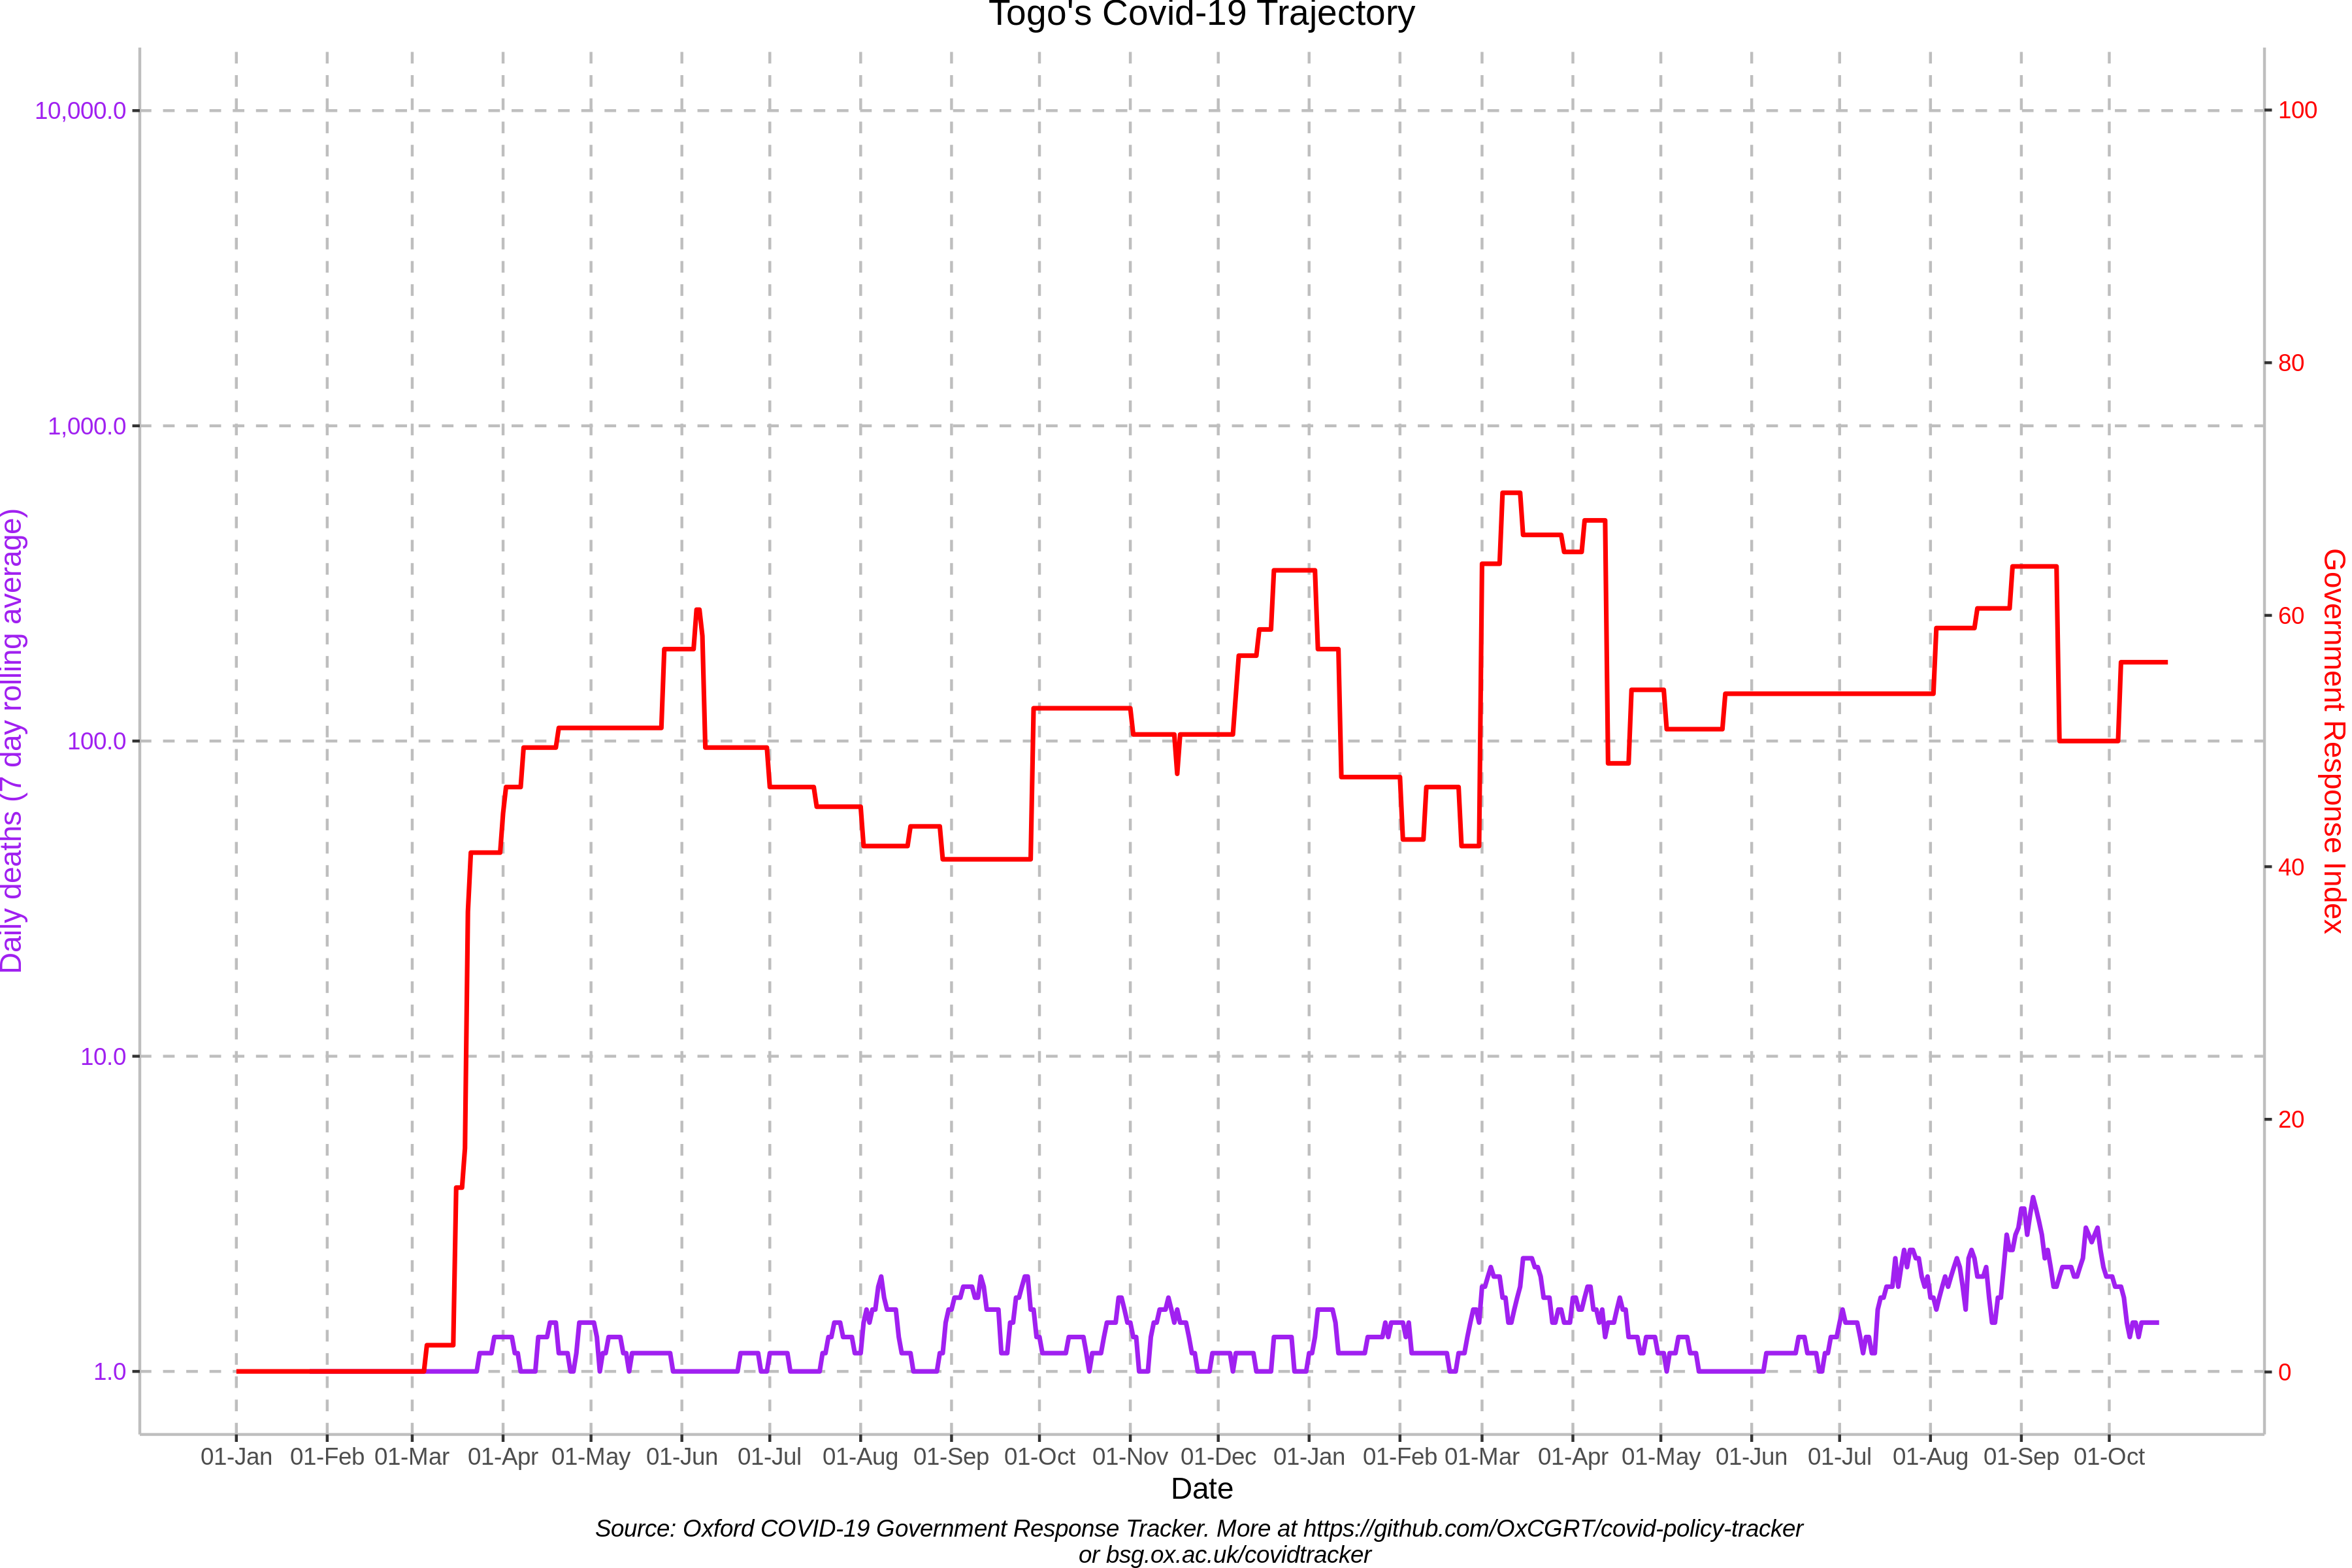 Togo's Covid-19 Trajectory
10,000.0
1,000.0
100.0
10.0
1.0
Daily deaths (7 day rolling average)
100
80
60
40
20
0
Government Response Index
01-Jan 01-Feb 01-Mar 01-Apr 01-May 01-Jun 01-Jul 01-Aug 01-Sep 01-Oct 01-Nov 01-Dec 01-Jan 01-Feb 01-Mar 01-Apr 01-May 01-Jun 01-Jul 01-Aug 01-Sep 01-Oct
Date
Source: Oxford COVID-19 Government Response Tracker. More at https://github.com/OxCGRT/covid-policy-tracker
or bsg.ox.ac.uk/covidtracker